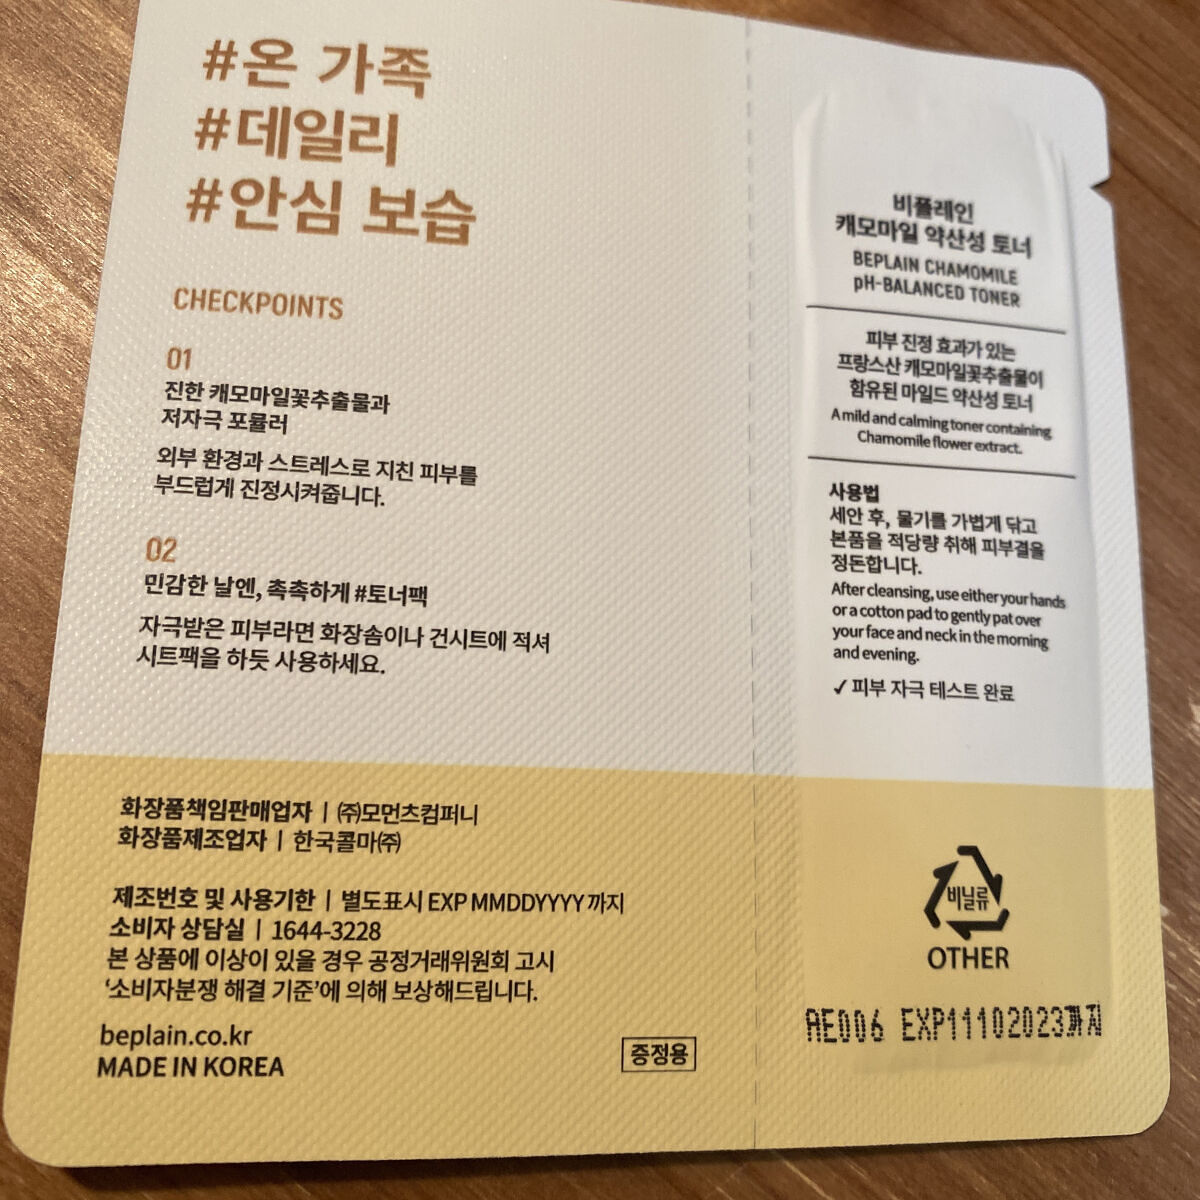 #온 가족
#데일리
#안심 보습
CHECKPOINTS
01
진한 캐모마일꽃추출물과
저자극 포뮬러
외부 환경과 스트레스로 지친 피부를
부드럽게 진정시켜줍니다.
02
민감한 날엔, 촉촉하게 #토너팩
자극받은 피부라면 화장솜이나 건시트에 적셔
시트팩을 하듯 사용하세요.
화장품책임판매업자 | ㈜모먼츠컴퍼니
화장품제조업자 | 한국콜마㈜
제조번호 및 사용기한 | 별도표시 EXP MMDDYYYY 까지
소비자 상담실 | 1644-3228
본 상품에 이상이 있을 경우 공정거래위원회 고시
‘소비자분쟁 해결 기준’에 의해 보상해드립니다.
beplain.co.kr
MADE IN KOREA
증정용
비플레인
캐모마일 약산성 토너
BEPLAIN CHAMOMILE
pH-BALANCED TONER
피부 진정 효과가 있는
프랑스산 캐모마일꽃추출물이
함유된 마일드 약산성 토너
A mild and calming toner containing
Chamomile flower extract.
사용법
세안 후, 물기를 가볍게 닦고
본품을 적당량 취해 피부결을
정돈합니다.
After cleansing, use either your hands
or a cotton pad to gently pat over
your face and neck in the morning
and evening.
✓ 피부 자극 테스트 완료
비닐류
OTHER
AE006 EXP11102023까지